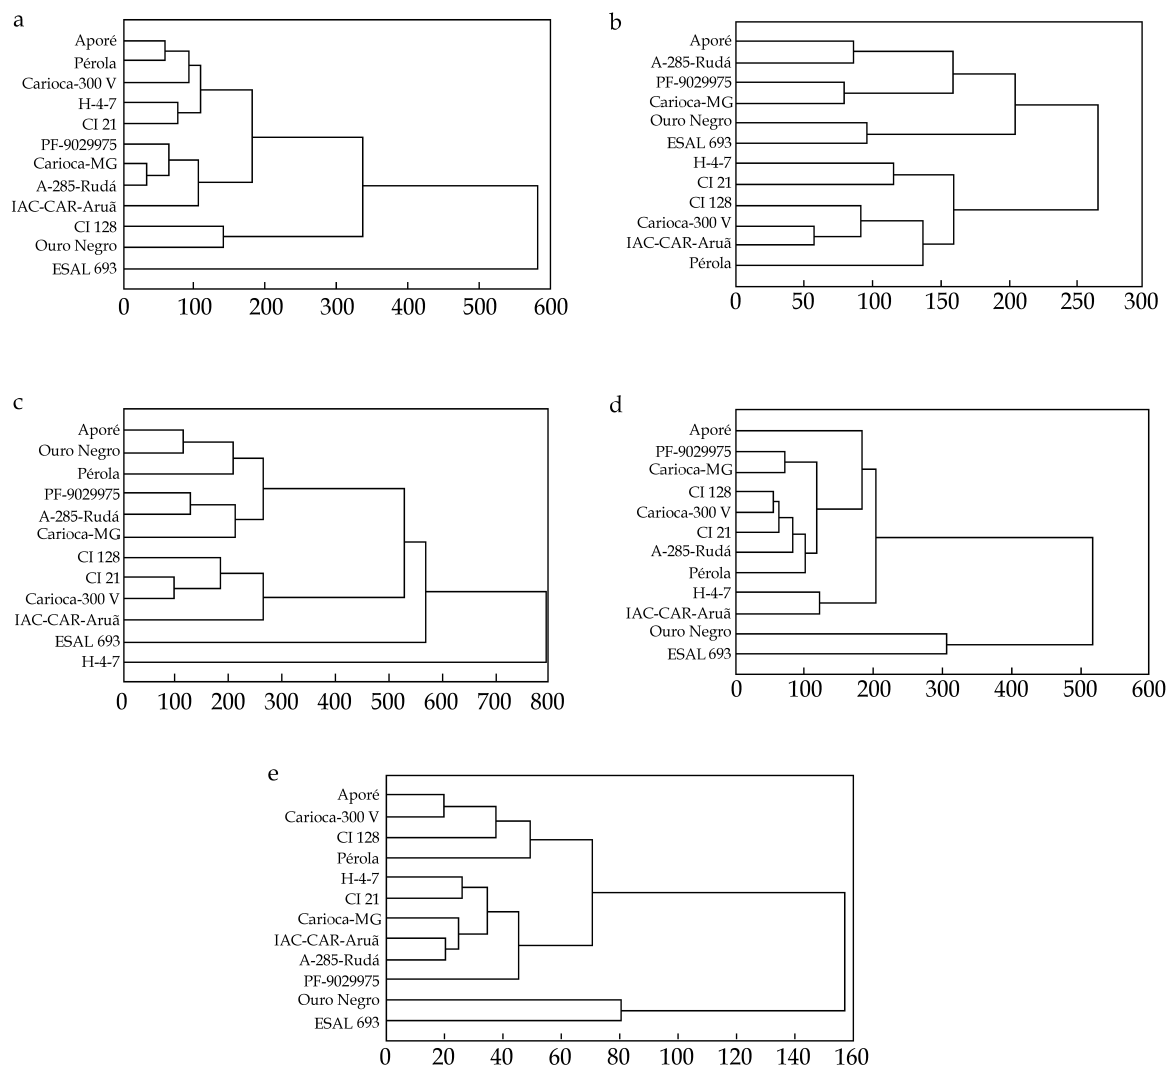 a
Aporé
Pérola
Carioca-300 V
H-4-7
CI 21
PF-9029975
Carioca-MG
A-285-Rudá
IAC-CAR-Aruã
CI 128
Ouro Negro
ESAL 693
0 100 200 300 400 500 600
b
Aporé
A-285-Rudá
PF-9029975
Carioca-MG
Ouro Negro
ESAL 693
H-4-7
CI 21
CI 128
Carioca-300 V
IAC-CAR-Aruã
Pérola
0 50 100 150 200 250 300
c
Aporé
Ouro Negro
Pérola
PF-9029975
A-285-Rudá
Carioca-MG
CI 128
CI 21
Carioca-300 V
IAC-CAR-Aruã
ESAL 693
H-4-7
0 100 200 300 400 500 600 700 800
d
Aporé
PF-9029975
Carioca-MG
CI 128
Carioca-300 V
CI 21
A-285-Rudá
Pérola
H-4-7
IAC-CAR-Aruã
Ouro Negro
ESAL 693
0 100 200 300 400 500 600
e
Aporé
Carioca-300 V
CI 128
Pérola
H-4-7
CI 21
Carioca-MG
IAC-CAR-Aruã
A-285-Rudá
PF-9029975
Ouro Negro
ESAL 693
0 20 40 60 80 100 120 140 160